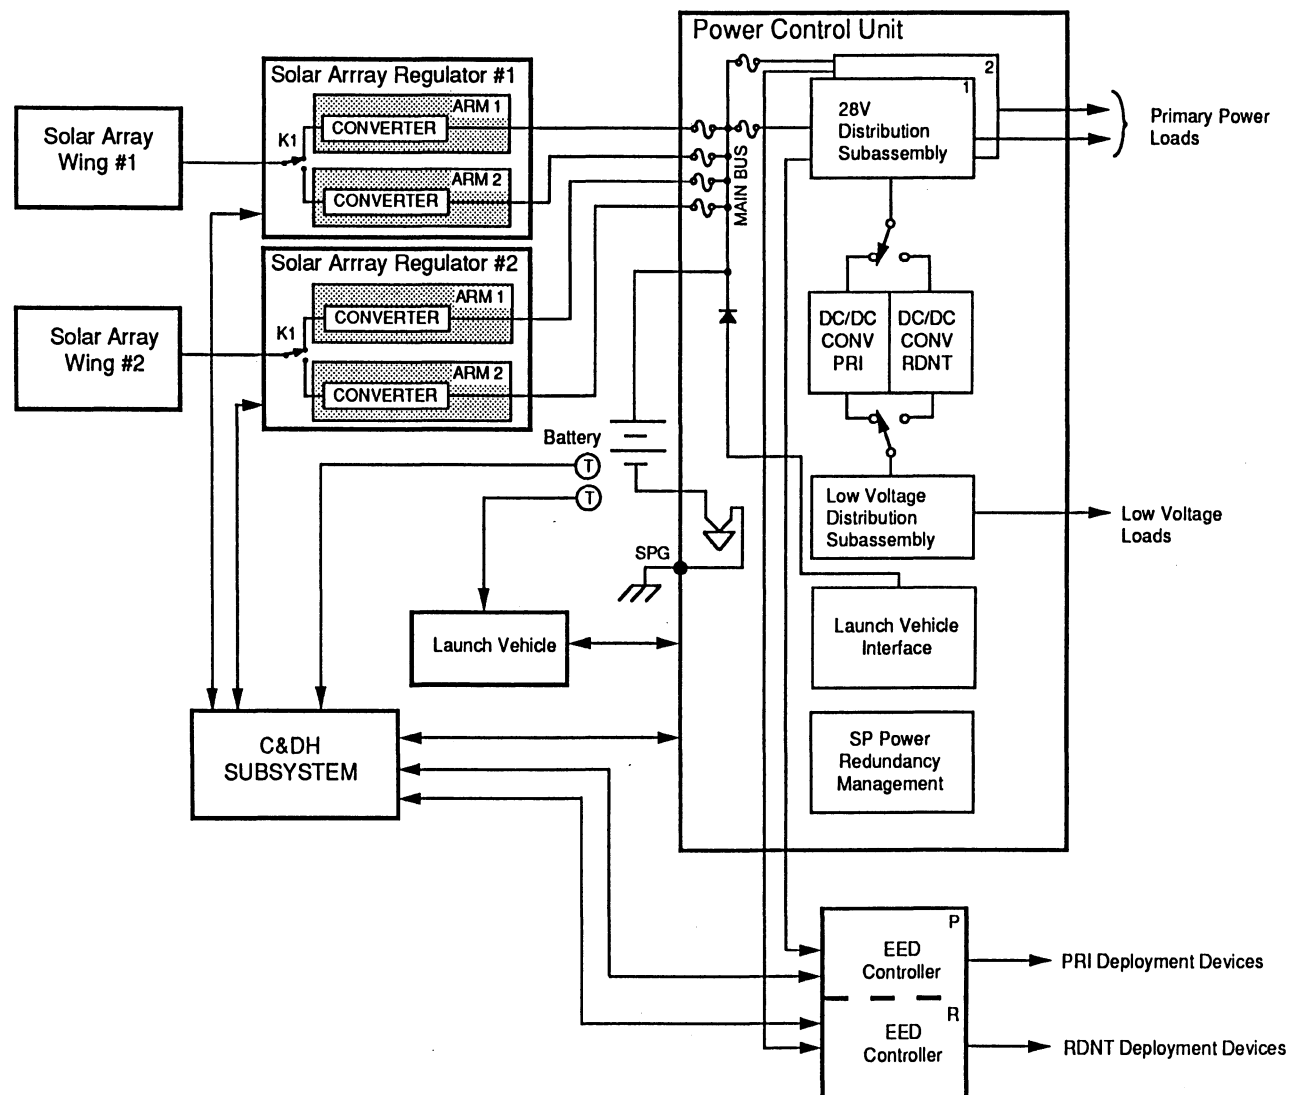 Power Control Unit
Solar Arrray Regulator #1
ARM 1
CONVERTER
K1
ARM 2
CONVERTER
Solar Array
Wing #1
Solar Arrray Regulator #2
ARM 1
CONVERTER
K1
ARM 2
CONVERTER
Solar Array
Wing #2
MAIN BUS
2
1
28V
Distribution
Subassembly
Primary Power
Loads
DC/DC
CONV
PRI
DC/DC
CONV
RDNT
Battery
T
T
SPG
Low Voltage
Distribution
Subassembly
Low Voltage
Loads
Launch Vehicle
Launch Vehicle
Interface
C&DH
SUBSYSTEM
SP Power
Redundancy
Management
P
EED
Controller
PRI Deployment Devices
R
EED
Controller
RDNT Deployment Devices